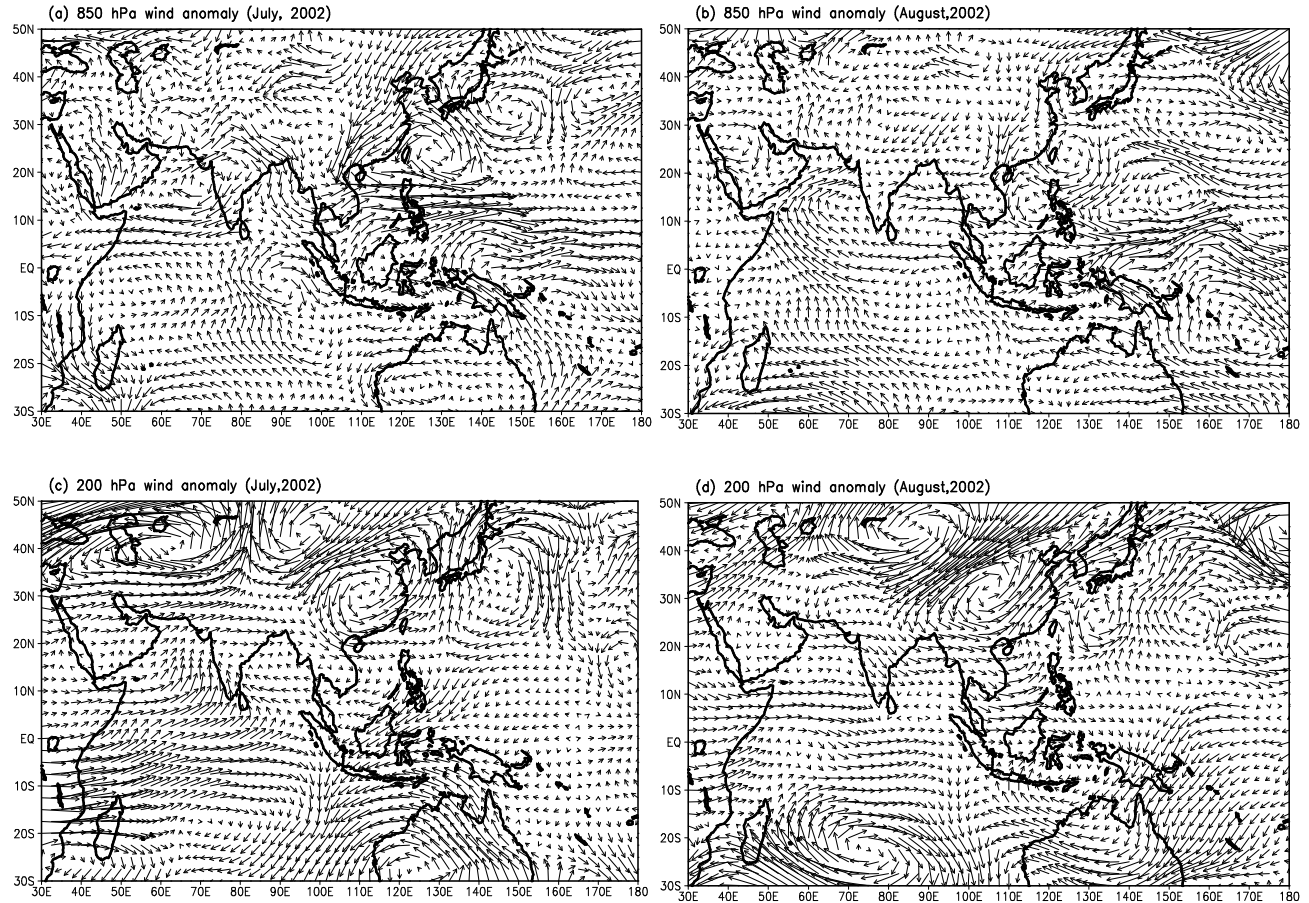 (a) 850 hPa wind anomaly (July, 2002)
50N
40N
30N
20N
10N
EQ
10S
20S
30S
30E 40E 50E 60E 70E 80E 90E 100E 110E 120E 130E 140E 150E 160E 170E 180
(b) 850 hPa wind anomaly (August,2002)
50N
40N
30N
20N
10N
EQ
10S
20S
30S
30E 40E 50E 60E 70E 80E 90E 100E 110E 120E 130E 140E 150E 160E 170E 180
(c) 200 hPa wind anomaly (July,2002)
50N
40N
30N
20N
10N
EQ
10S
20S
30S
30E 40E 50E 60E 70E 80E 90E 100E 110E 120E 130E 140E 150E 160E 170E 180
(d) 200 hPa wind anomaly (August,2002)
50N
40N
30N
20N
10N
EQ
10S
20S
30S
30E 40E 50E 60E 70E 80E 90E 100E 110E 120E 130E 140E 150E 160E 170E 180